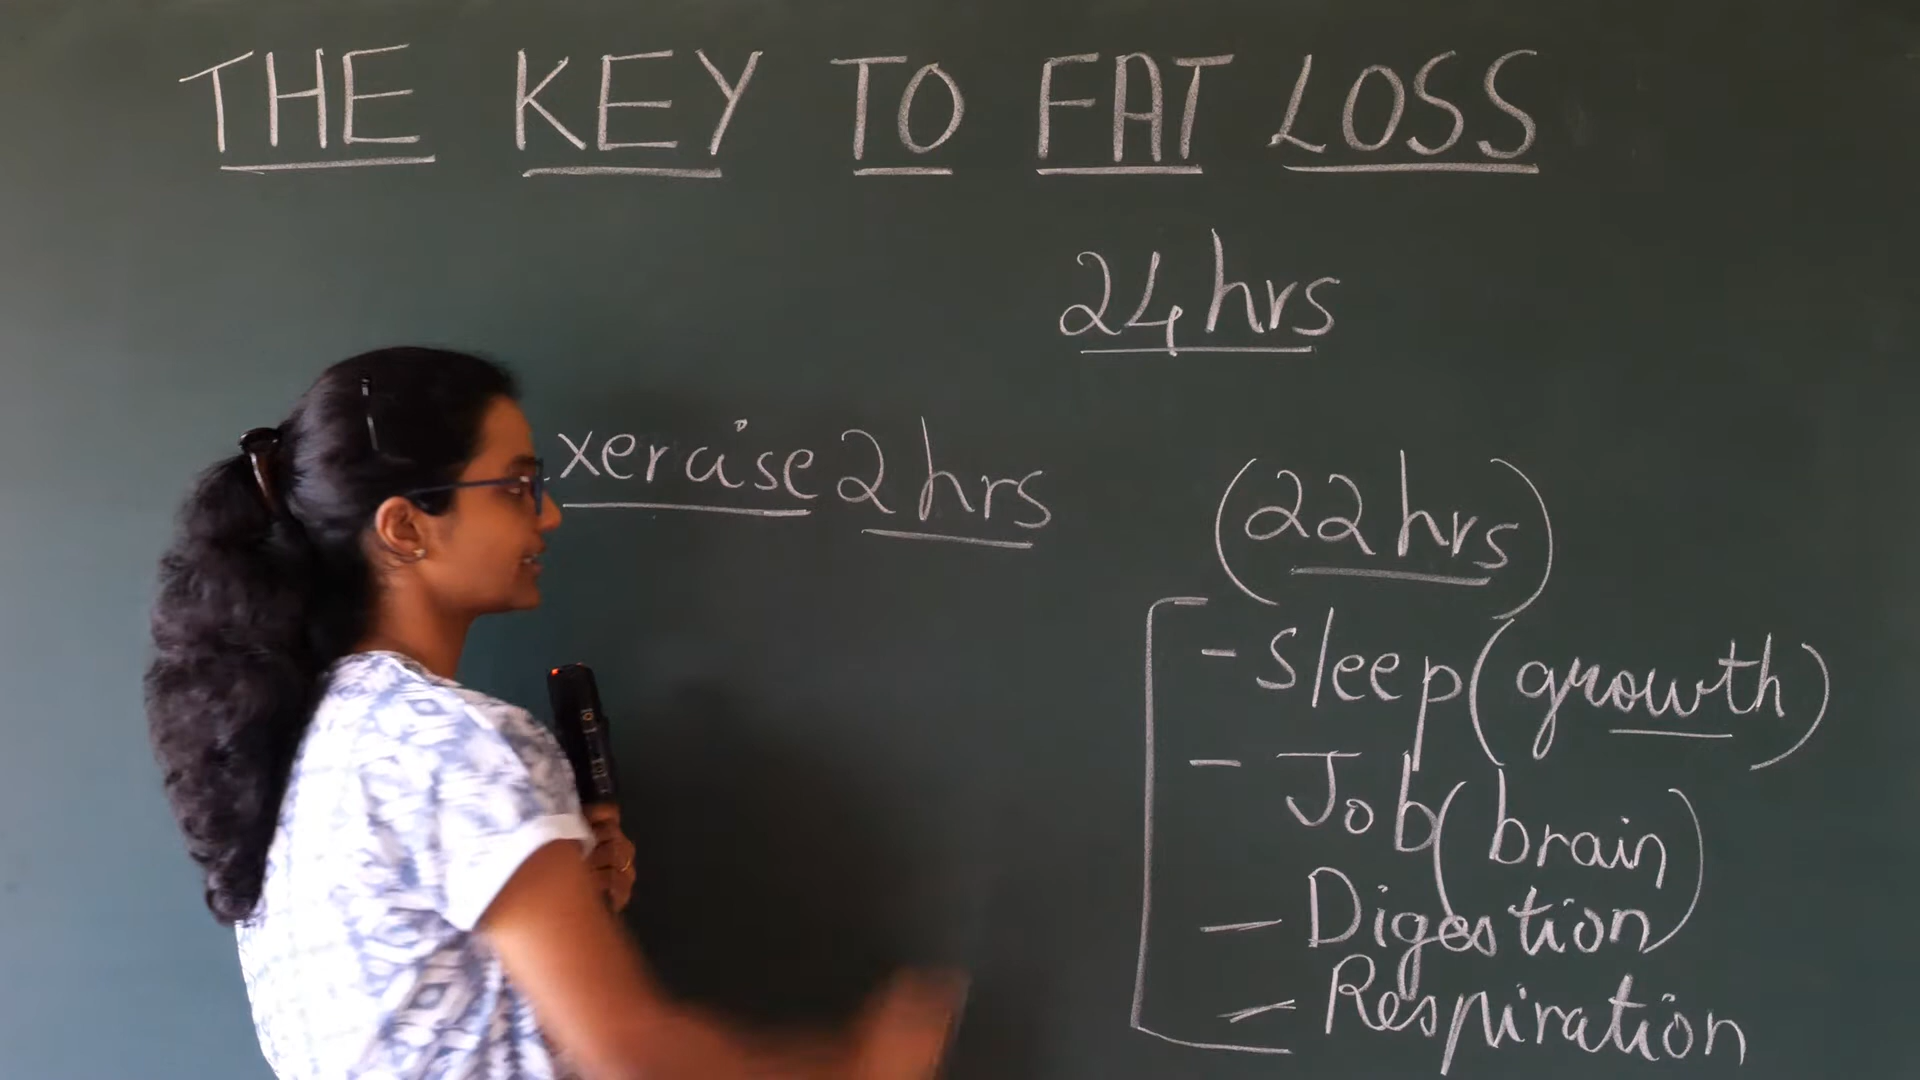 THE KEY TO FAT LOSS
24 hrs
xercise 2 hrs
(22 hrs)
- Sleep (growth)
- Job (brain)
- Digestion
- Respiration